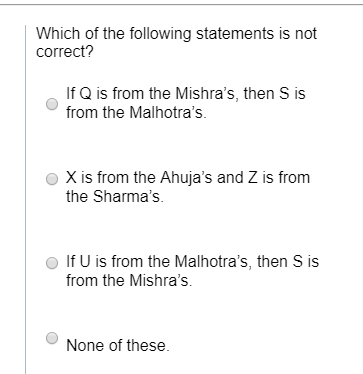 Which of the following statements is not
correct?
If Q is from the Mishra's, then S is
from the Malhotra's.
X is from the Ahuja's and Z is from
the Sharma's.
If U is from the Malhotra's, then S is
from the Mishra's.
None of these.